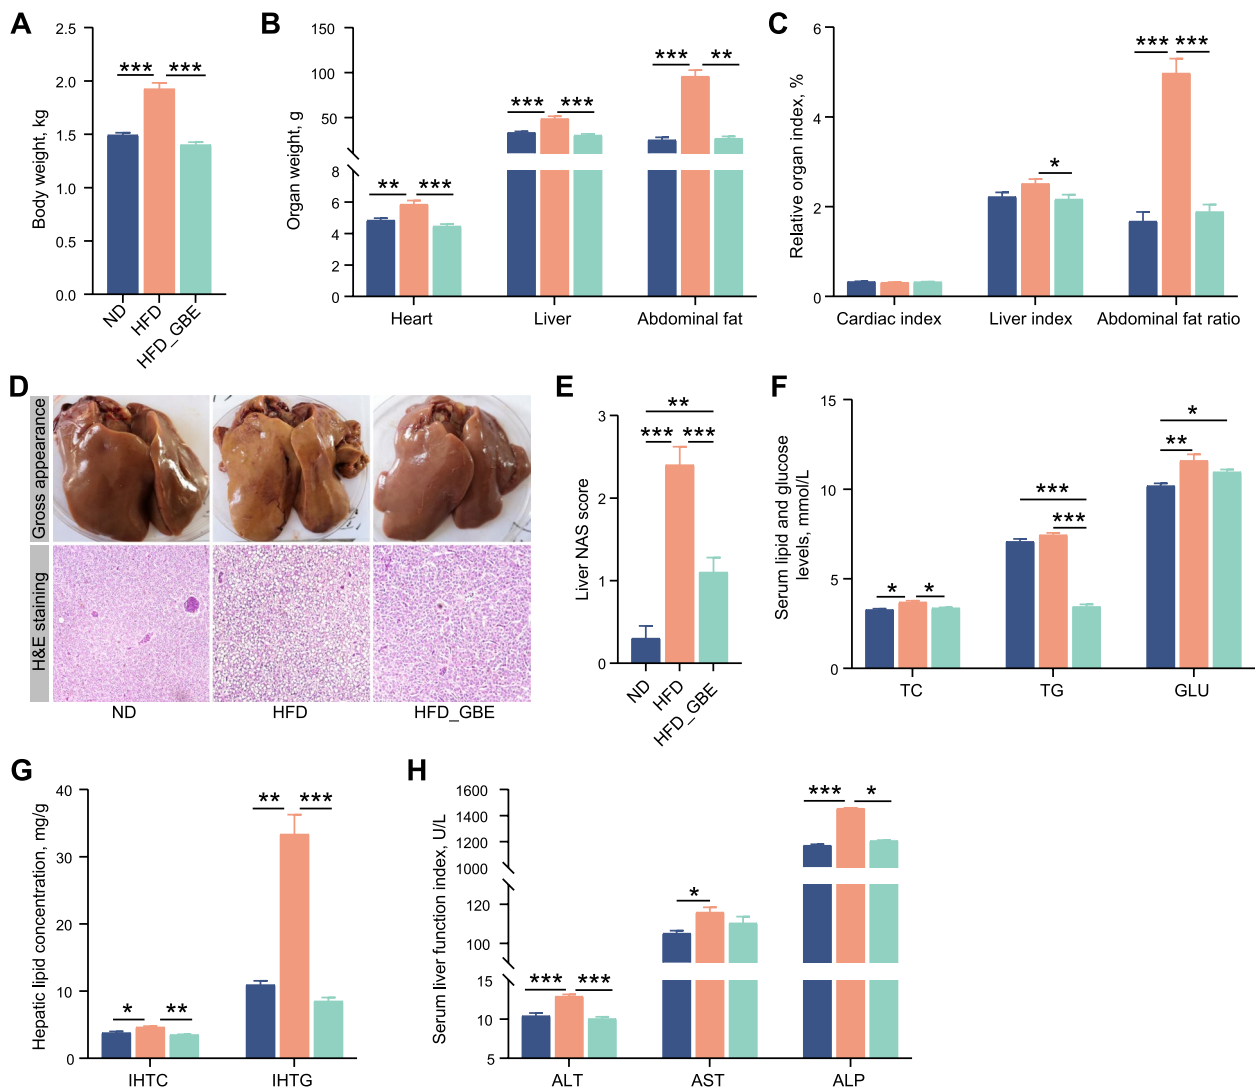 A
Body weight, kg
2.5
2.0
1.5
1.0
0.5
0.0
*** ***
ND
HFD
HFD_GBE
B
Organ weight, g
150
100
50
8
6
4
2
0
** ***
*** ***
*** **
Heart Liver Abdominal fat
C
Relative organ index, %
6
4
2
0
*
*** ***
Cardiac index Liver index Abdominal fat ratio
D
Gross appearance
H&E staining
ND HFD HFD_GBE
E
Liver NAS score
3
2
1
0
**
*** ***
ND
HFD
HFD_GBE
F
Serum lipid and glucose
levels, mmol/L
15
10
5
0
* *
***
***
*
**
TC TG GLU
G
Hepatic lipid concentration, mg/g
40
30
20
10
0
* **
** ***
IHTC IHTG
H
Serum liver function index, U/L
1600
1400
1200
1000
120
100
15
10
5
*** ***
*
*** *
ALT AST ALP